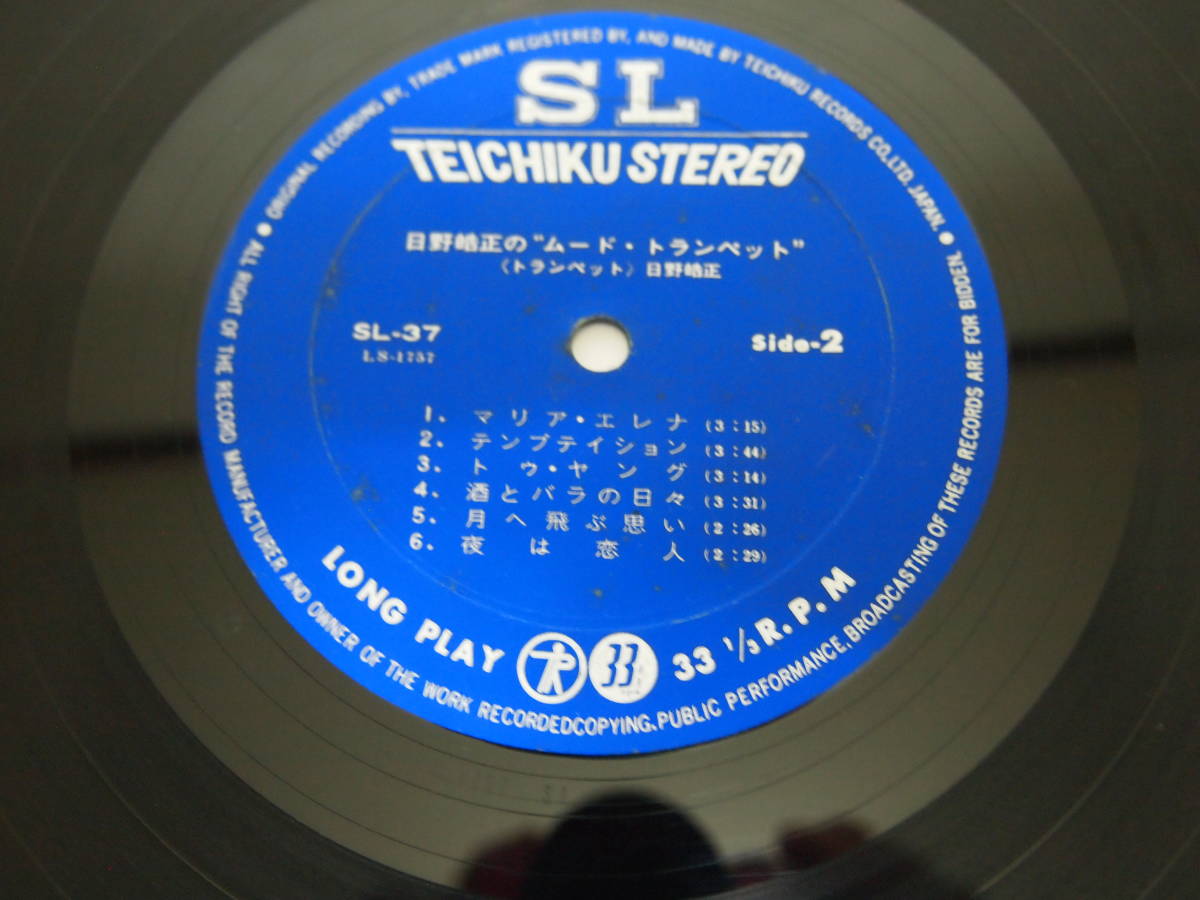 SL
TEICHIKU STEREO
日野皓正の"ムード・トランペット"
(トランペット) 日野皓正
SL-37
LS-1757
Side-2
1. マリア・エレナ (3:15)
2. テンプテイション (3:44)
3. トゥ・ヤング (3:14)
4. 酒とバラの日々 (3:31)
5. 月へ飛ぶ思い (2:26)
6. 夜は恋人 (2:29)
LONG PLAY
33
33 1/3 R.P.M
● ORIGINAL RECORDING BY, TRADE MARK REGISTERED BY, AND MADE BY TEICHIKU RECORDS CO., LTD. JAPAN.
● ALL RIGHT OF THE RECORD MANUFACTURER AND OWNER OF THE WORK RECORDEDCOPYING, PUBLIC PERFORMANCE, BROADCASTING OF THESE RECORDS ARE FOR BIDDEN.